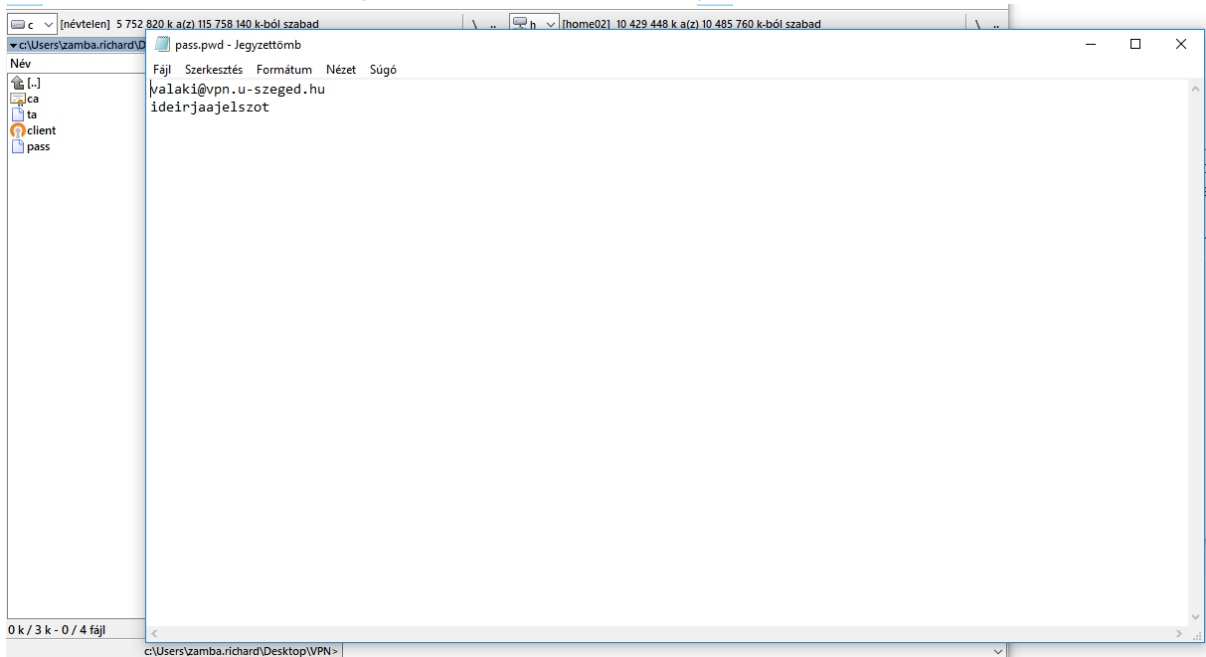 c [névtelen] 5 752 820 k a(z) 115 758 140 k-ból szabad \ .. h [home02] 10 429 448 k a(z) 10 485 760 k-ból szabad \ ..
c:\Users\zamba.richard\D
pass.pwd - Jegyzettömb
Név
Fájl Szerkesztés Formátum Nézet Súgó
[..]
ca
ta
client
pass
valaki@vpn.u-szeged.hu
ideirjaajelszot
0 k / 3 k - 0 / 4 fájl
c:\Users\zamba.richard\Desktop\VPN>